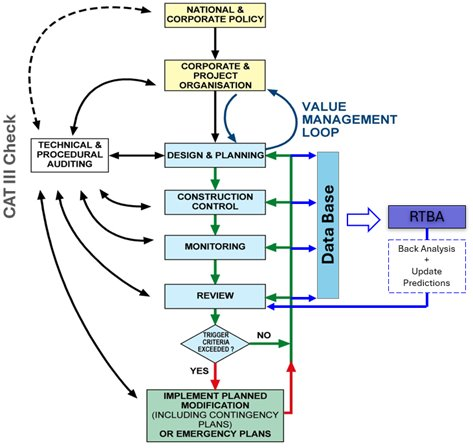 NATIONAL &
CORPORATE POLICY
CORPORATE &
PROJECT
ORGANISATION
VALUE
MANAGEMENT
LOOP
CAT III Check
TECHNICAL &
PROCEDURAL
AUDITING
DESIGN & PLANNING
CONSTRUCTION
CONTROL
MONITORING
REVIEW
Data Base
RTBA
Back Analysis
+
Update
Predictions
TRIGGER
CRITERIA
EXCEEDED ?
NO
YES
IMPLEMENT PLANNED
MODIFICATION
(INCLUDING CONTINGENCY
PLANS)
OR EMERGENCY PLANS